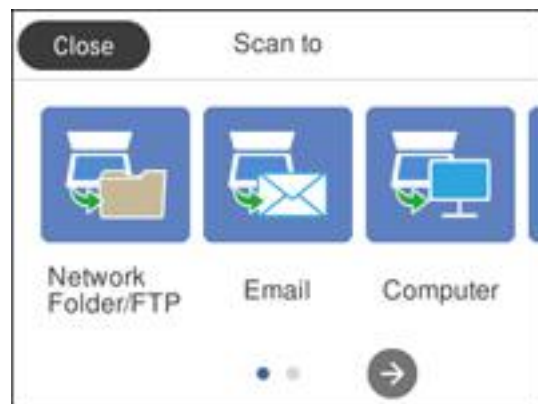 Close
Scan to
Network
Folder/FTP
Email
Computer